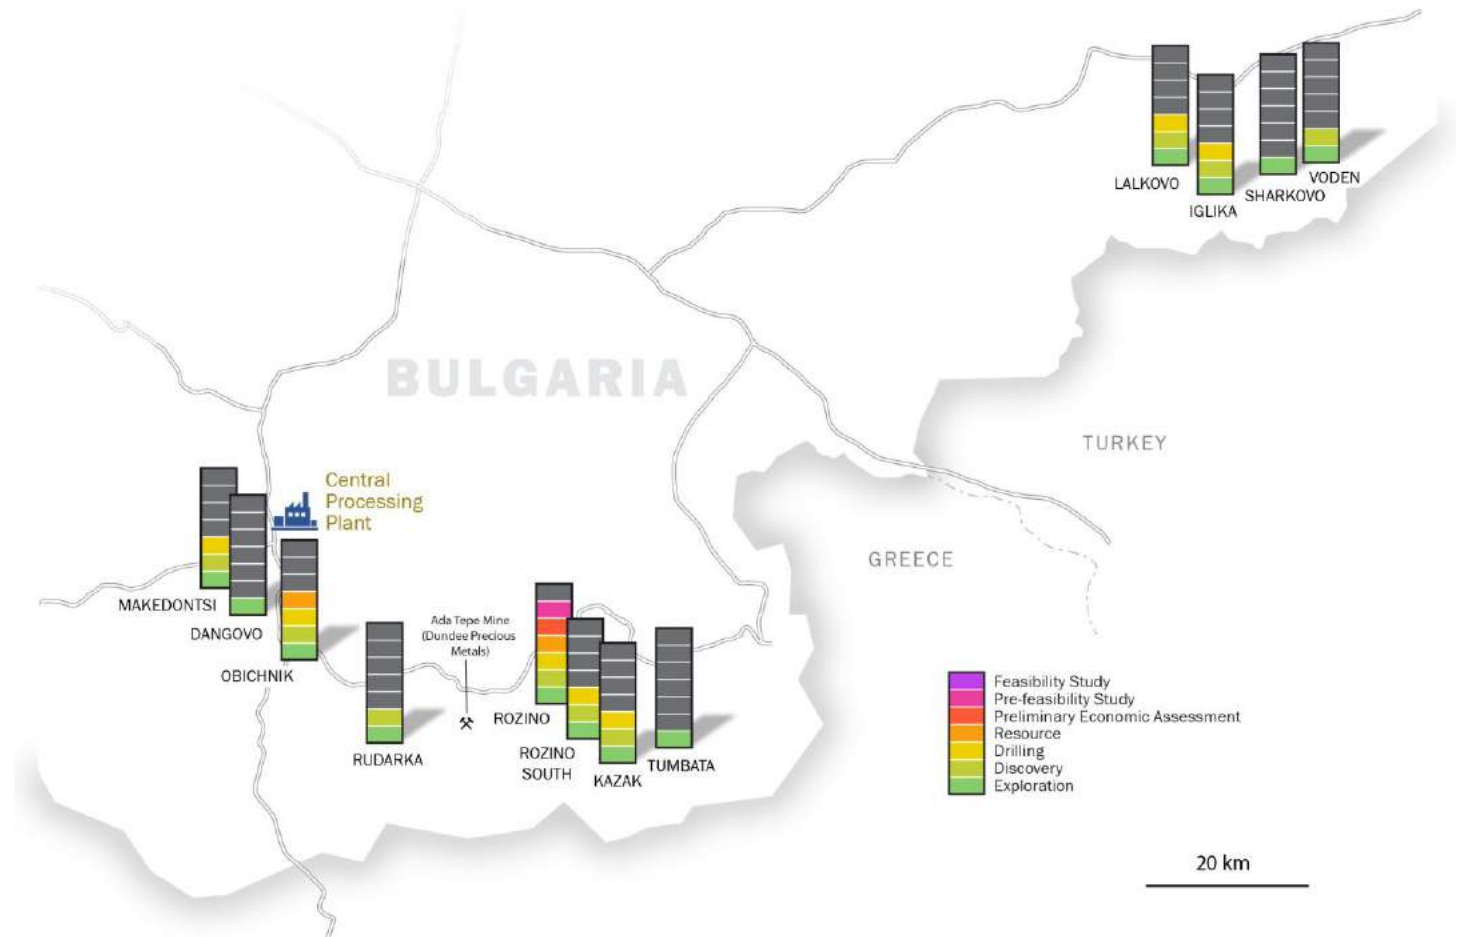 LALKOVO
IGLIKA
SHARKOVO
VODEN
BULGARIA
TURKEY
GREECE
Central
Processing
Plant
MAKEDONTSI
DANGOVO
OBICHNIK
RUDARKA
Ada Tepe Mine
(Dundee Precious
Metals)
ROZINO
ROZINO
SOUTH
KAZAK
TUMBATA
Feasibility Study
Pre-feasibility Study
Preliminary Economic Assessment
Resource
Drilling
Discovery
Exploration
20 km